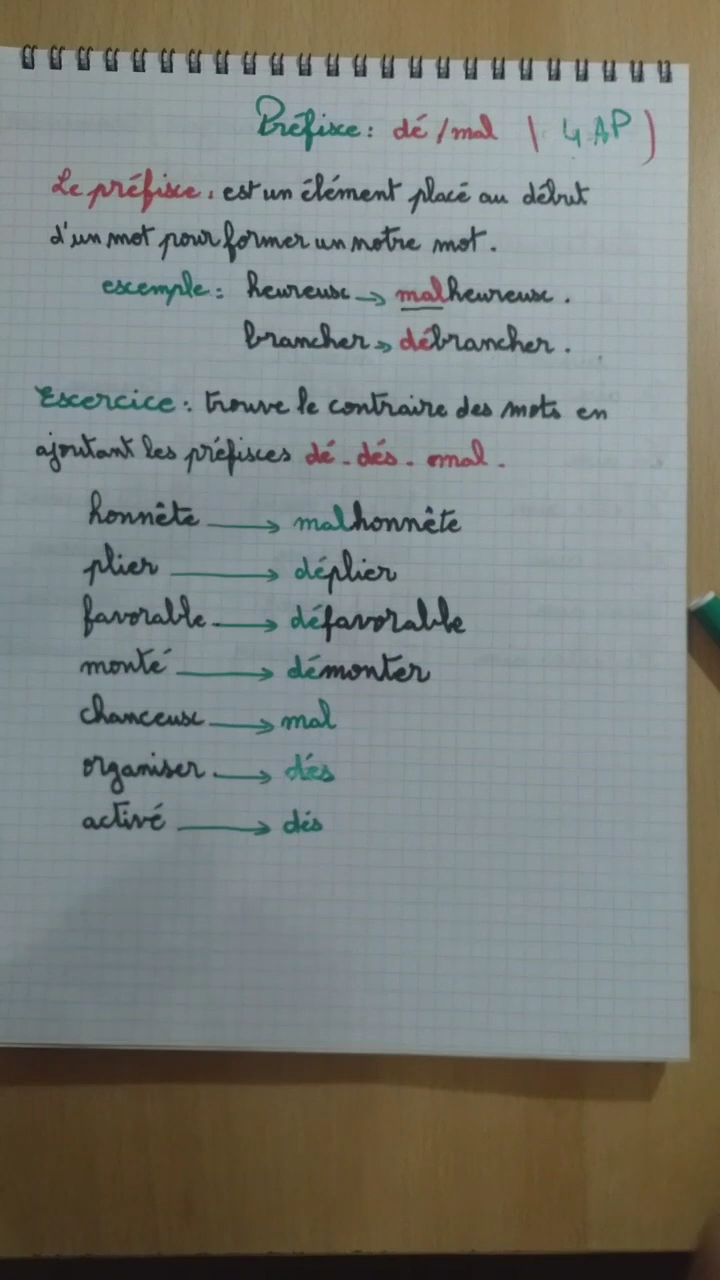 Préfixe : dé /mal ( 4 AP )
Le préfixe : est un élément placé au début
d'un mot pour former un notre mot.
exemple : heureux → malheureux .
brancher → débrancher .
Exercice : trouve le contraire des mots en
ajoutant les préfixes dé - dés - mal .
honnête → malhonnête
plier → déplier
favorable → défavorable
monté → démonter
chanceux → mal
organiser → dés
activé → dés